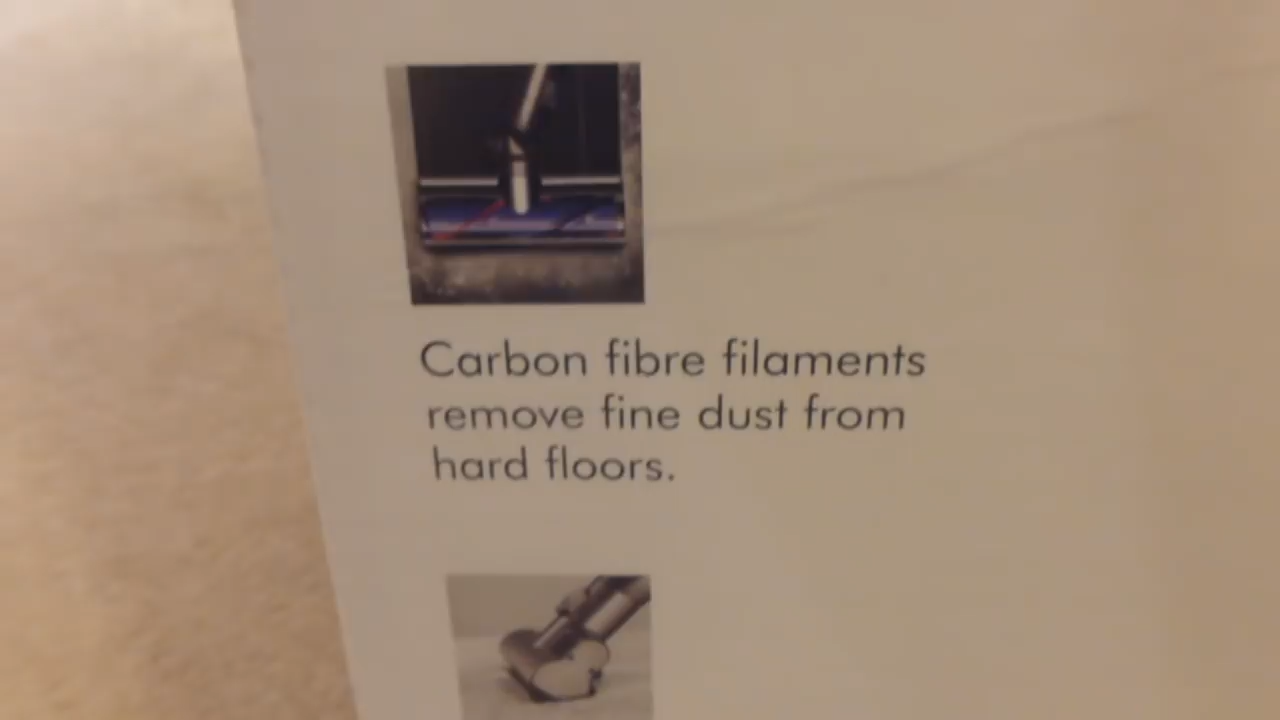 Carbon fibre filaments
remove fine dust from
hard floors.